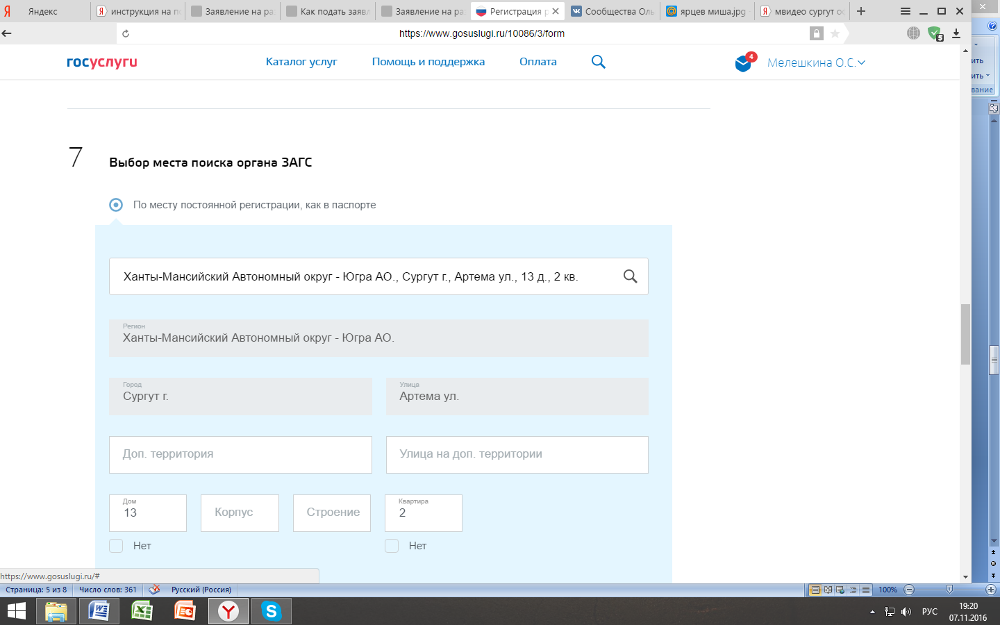 Яндекс
инструкция на п
Заявление на ра
Как подать заявл
Заявление на ра
Регистрация р
Сообщества Оль
ярцев миша.jpg
мвидео сургут о
https://www.gosuslugi.ru/10086/3/form
госуслуги
Каталог услуг
Помощь и поддержка
Оплата
4
Мелешкина О.С.
ить
ить
вание
7
Выбор места поиска органа ЗАГС
По месту постоянной регистрации, как в паспорте
Ханты-Мансийский Автономный округ - Югра АО., Сургут г., Артема ул., 13 д., 2 кв.
Регион
Ханты-Мансийский Автономный округ - Югра АО.
Город
Сургут г.
Улица
Артема ул.
Доп. территория
Улица на доп. территории
Дом
13
Корпус
Строение
Квартира
2
Нет
Нет
https://www.gosuslugi.ru/#
Страница: 5 из 8
Число слов: 361
Русский (Россия)
100%
РУС
19:20
07.11.2016